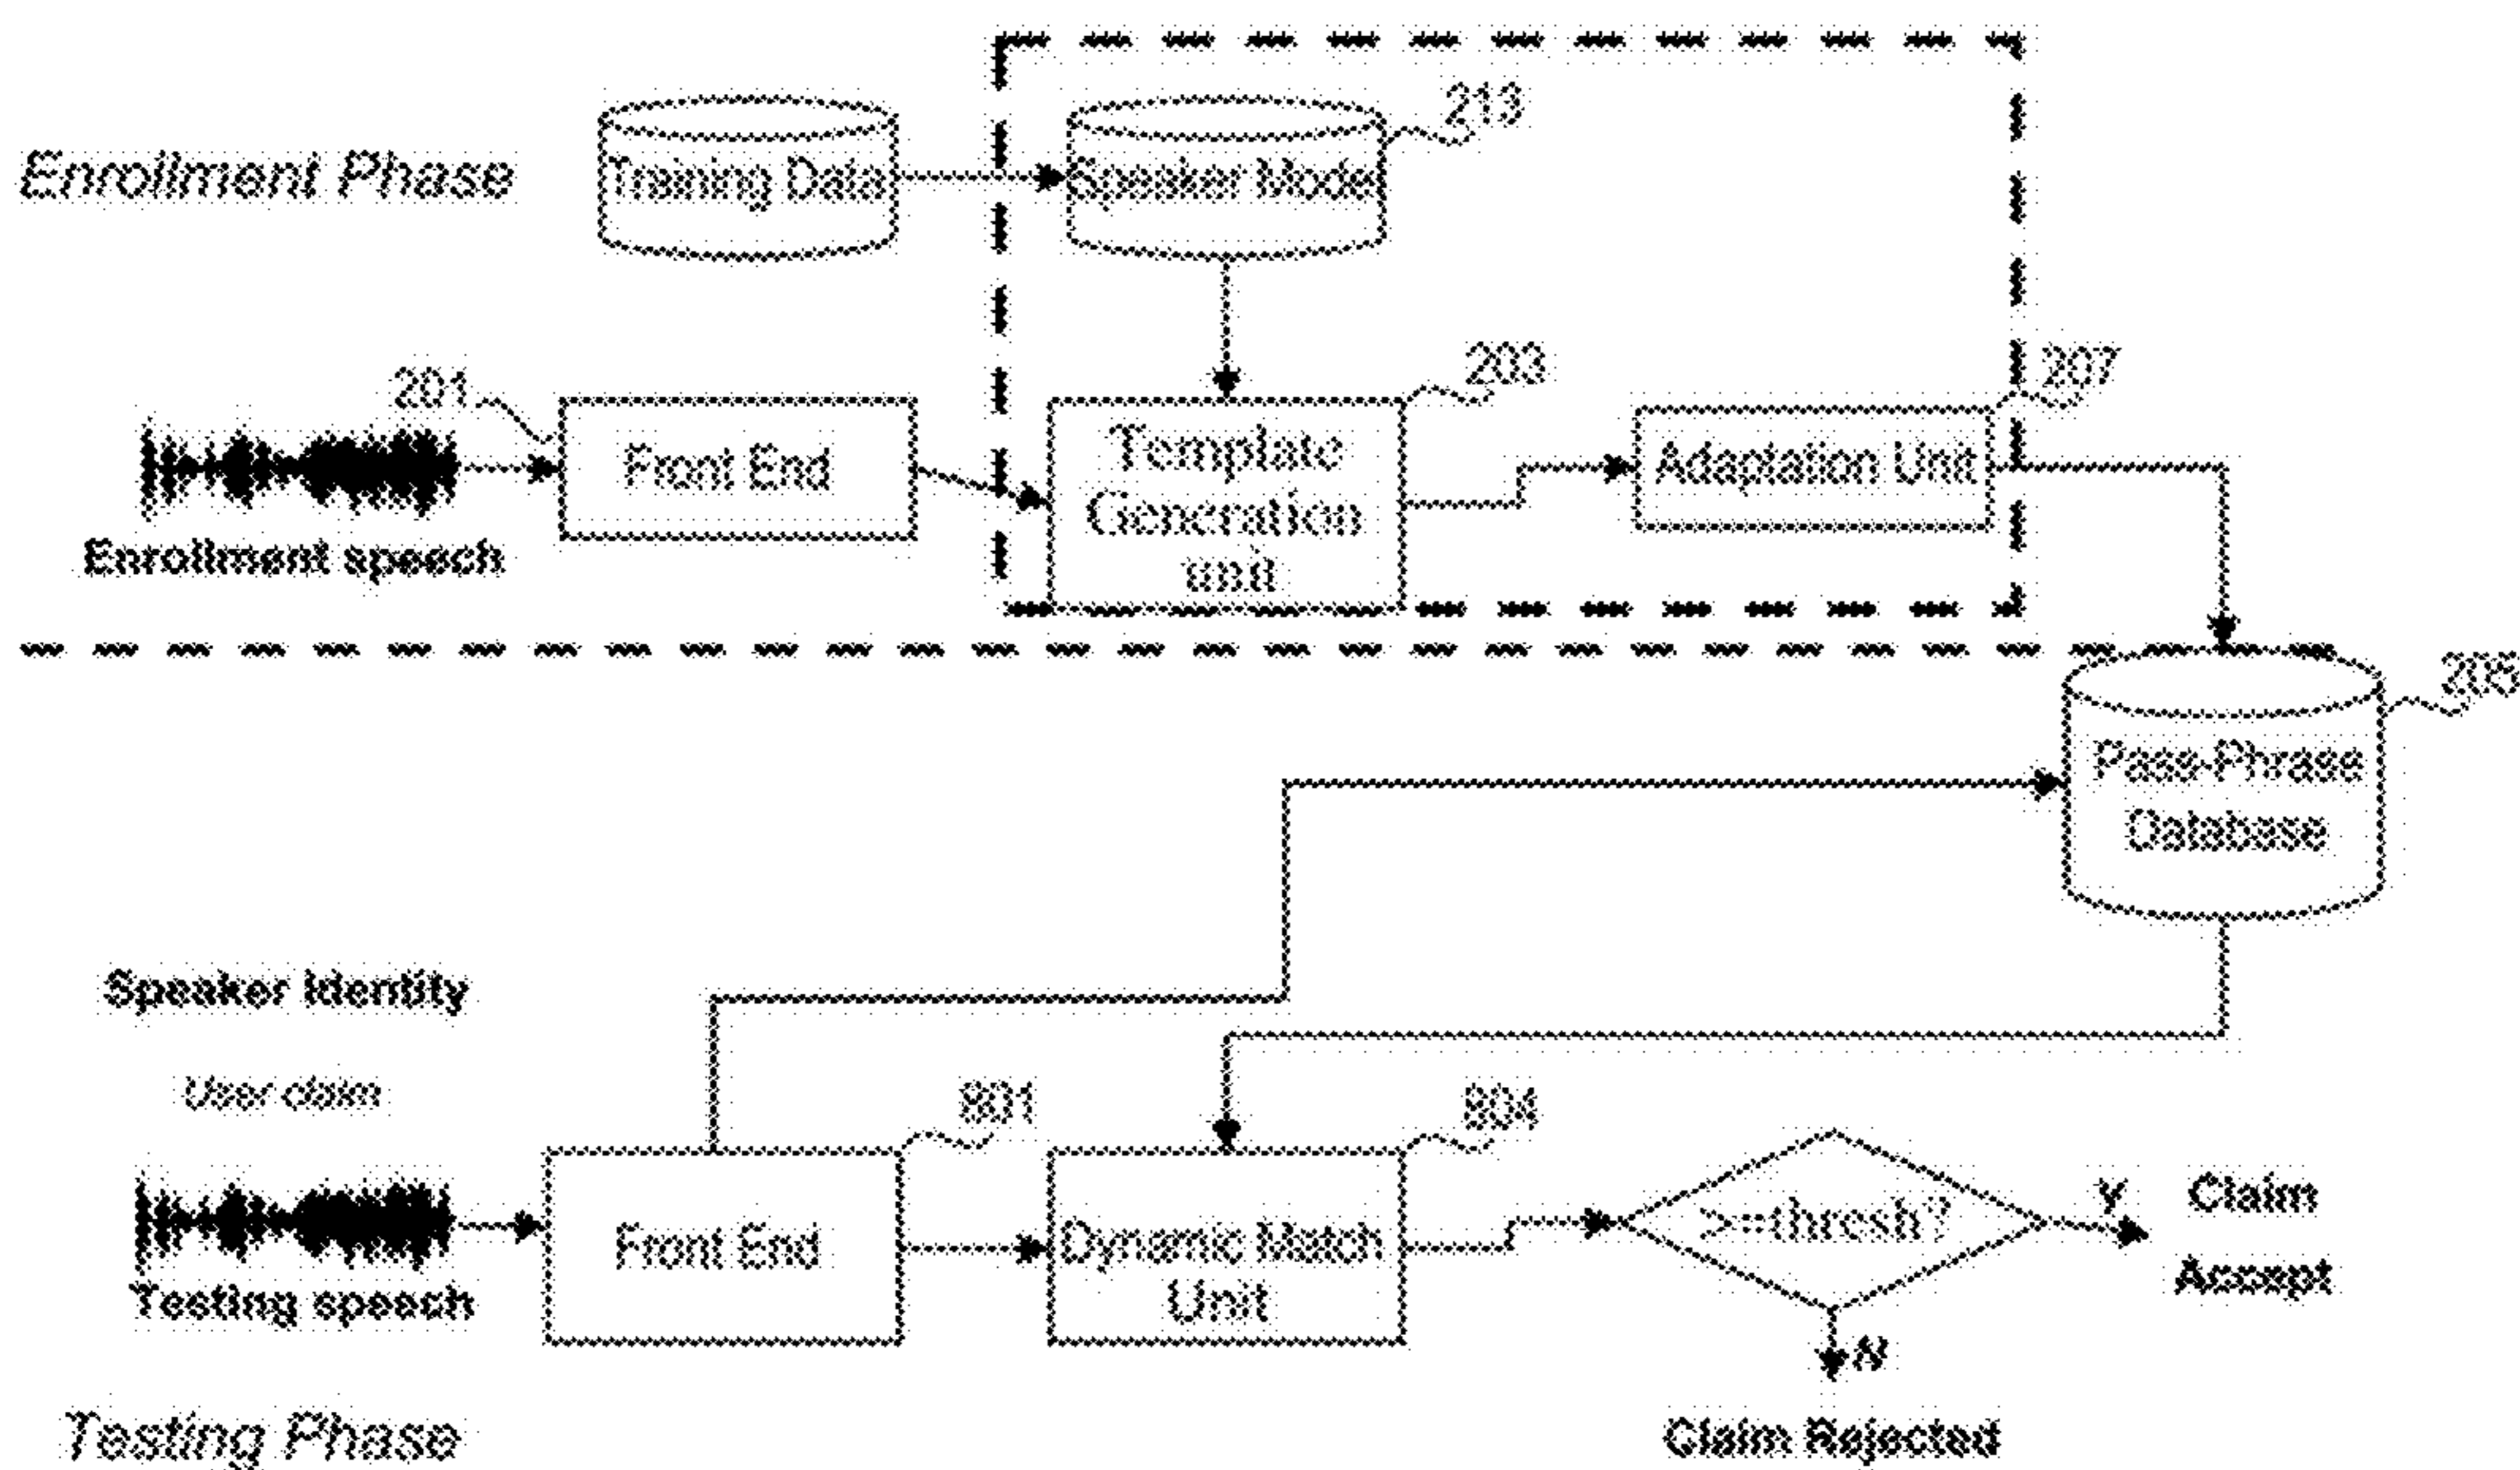 213
Enrollment Phase
Training Data
Speaker Model
201
203
207
Front End
Template
Generation
unit
Adaptation Unit
Enrollment speech
Pass-Phrase
Database
Speaker Identity
User claim
801
804
Front End
Dynamic Match
Unit
>=thresh?
Y
Claim
Accept
Testing speech
N
Testing Phase
Claim Rejected